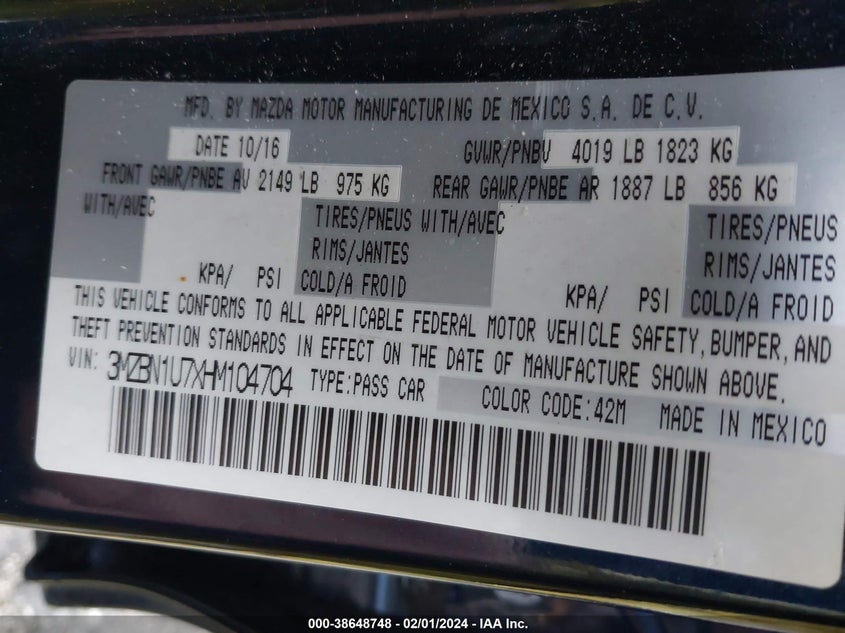 MFD. BY MAZDA MOTOR MANUFACTURING DE MEXICO S.A. DE C.V.
DATE 10/16 GVWR/PNBV 4019 LB 1823 KG
FRONT GAWR/PNBE AV 2149 LB 975 KG REAR GAWR/PNBE AR 1887 LB 856 KG
WITH/AVEC TIRES/PNEUS WITH/AVEC TIRES/PNEUS
RIMS/JANTES RIMS/JANTES
KPA/ PSI COLD/A FROID KPA/ PSI COLD/A FROID
THIS VEHICLE CONFORMS TO ALL APPLICABLE FEDERAL MOTOR VEHICLE SAFETY, BUMPER, AND
THEFT PREVENTION STANDARDS IN EFFECT ON THE DATE OF MANUFACTURE SHOWN ABOVE.
VIN: 3MZBN1U7XHM104704 TYPE:PASS CAR COLOR CODE:42M MADE IN MEXICO
000-38648748 - 02/01/2024 - IAA Inc.